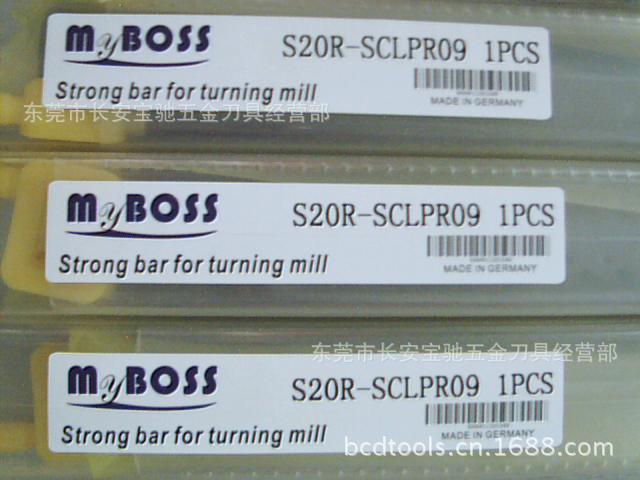 MyBOSS
S20R-SCLPR09 1PCS
MADE IN GERMANY
Strong bar for turning mill
东莞市长安宝驰五金刀具经营部
MyBOSS
S20R-SCLPR09 1PCS
MADE IN GERMANY
Strong bar for turning mill
东莞市长安宝驰五金刀具经营部
MyBOSS
S20R-SCLPR09 1PCS
MADE IN GERMANY
Strong bar for turning mill
bcdtools.cn.1688.com